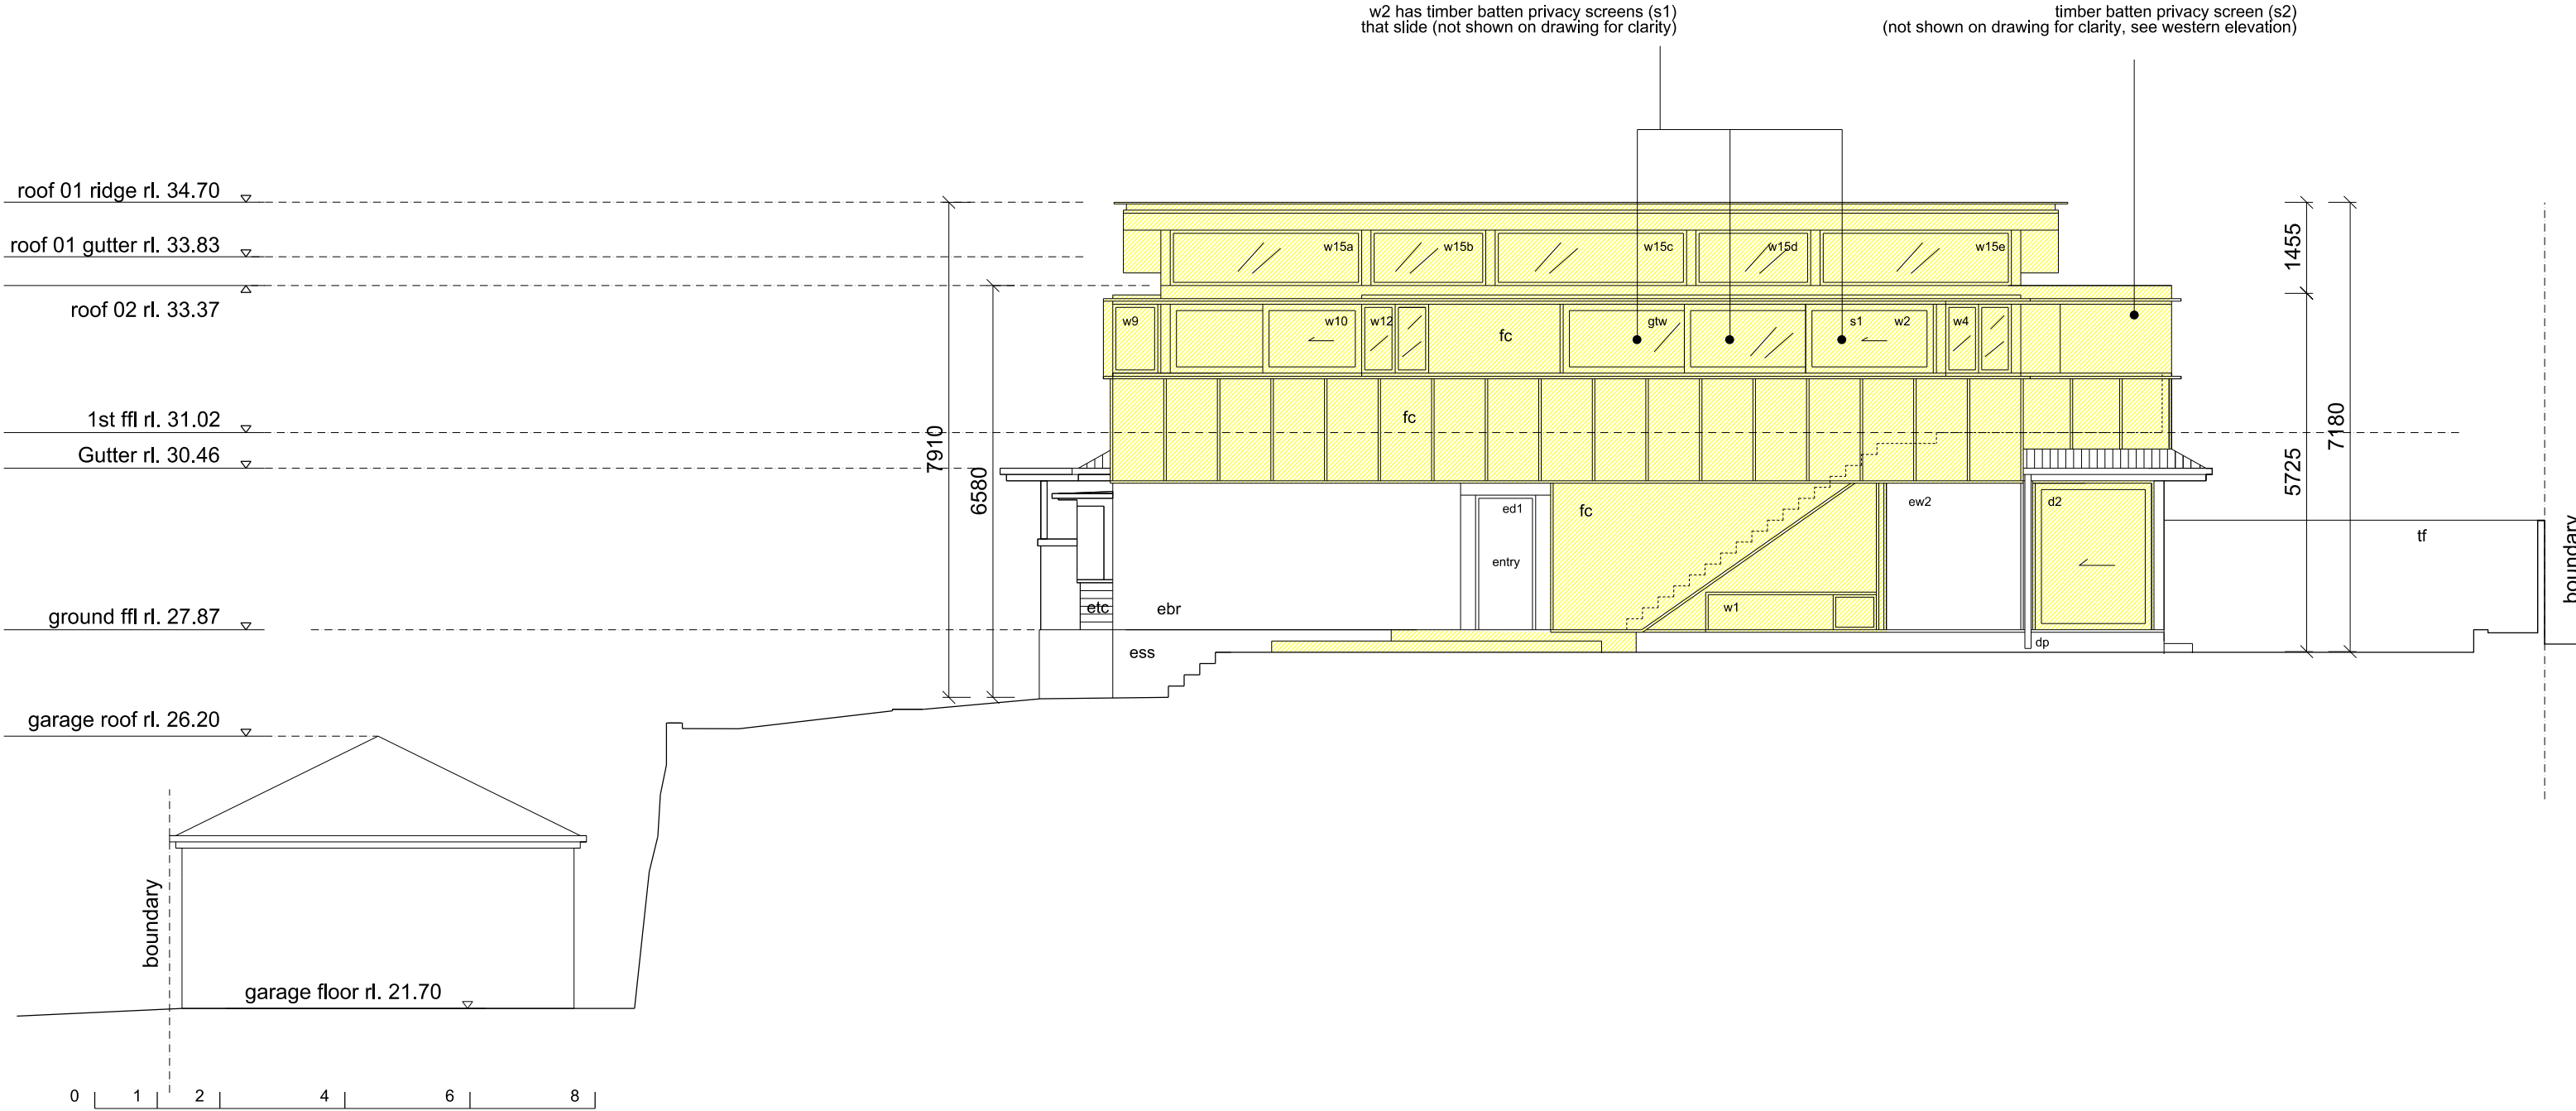 w2 has timber batten privacy screens (s1)
that slide (not shown on drawing for clarity)
timber batten privacy screen (s2)
(not shown on drawing for clarity, see western elevation)
roof 01 ridge rl. 34.70
roof 01 gutter rl. 33.83
roof 02 rl. 33.37
1st ffl rl. 31.02
Gutter rl. 30.46
ground ffl rl. 27.87
garage roof rl. 26.20
garage floor rl. 21.70
boundary
7910
6580
w15a
w15b
w15c
w15d
w15e
w9
w10
w12
fc
gtw
s1
w2
w4
fc
ed1
entry
fc
ew2
d2
etc
ebr
w1
ess
dp
tf
1455
5725
7180
boundary
0 1 2 4 6 8